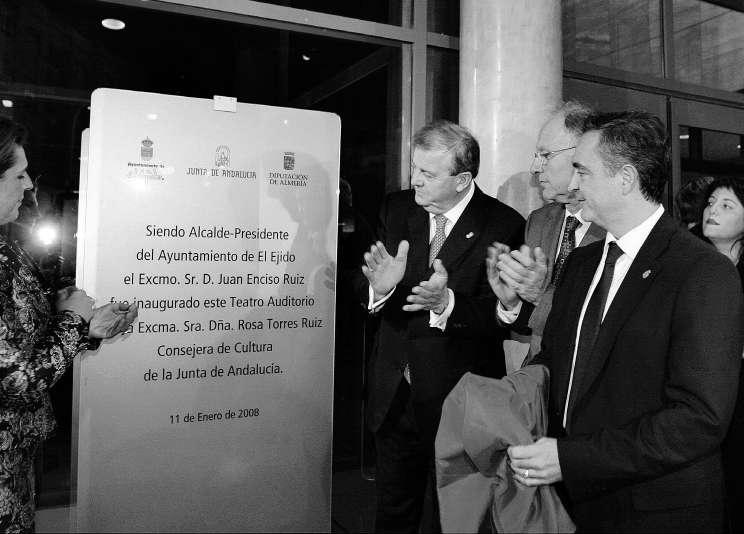 Ayuntamiento de
JUNTA DE ANDALUCIA
DIPUTACIÓN
DE ALMERÍA
Siendo Alcalde-Presidente
del Ayuntamiento de El Ejido
el Excmo. Sr. D. Juan Enciso Ruiz
fue inaugurado este Teatro Auditorio
Excma. Sra. Dña. Rosa Torres Ruiz
Consejera de Cultura
de la Junta de Andalucía.
11 de Enero de 2008